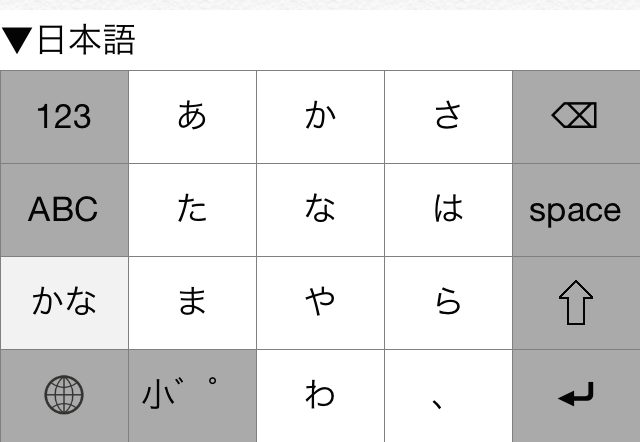 ▼日本語
123 あ か さ
ABC た な は space
かな ま や ら
小゛゜ わ 、